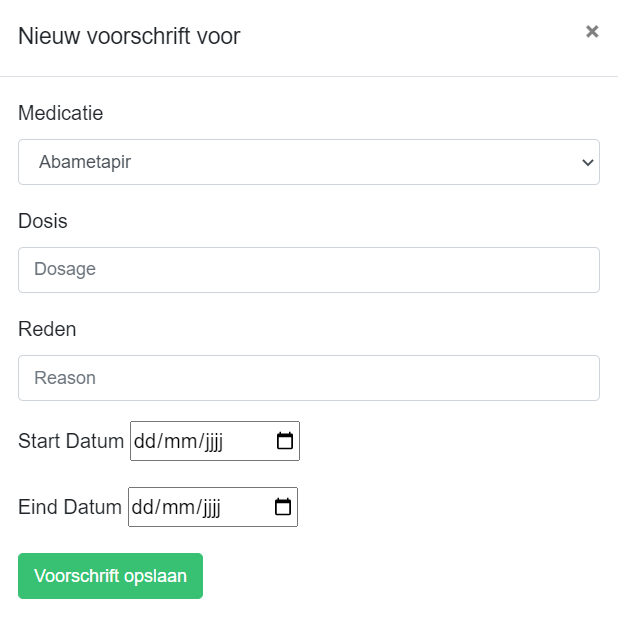 Nieuw voorschrift voor ×
Medicatie
Abametapir
Dosis
Dosage
Reden
Reason
Start Datum dd/mm/jjjj
Eind Datum dd/mm/jjjj
Voorschrift opslaan